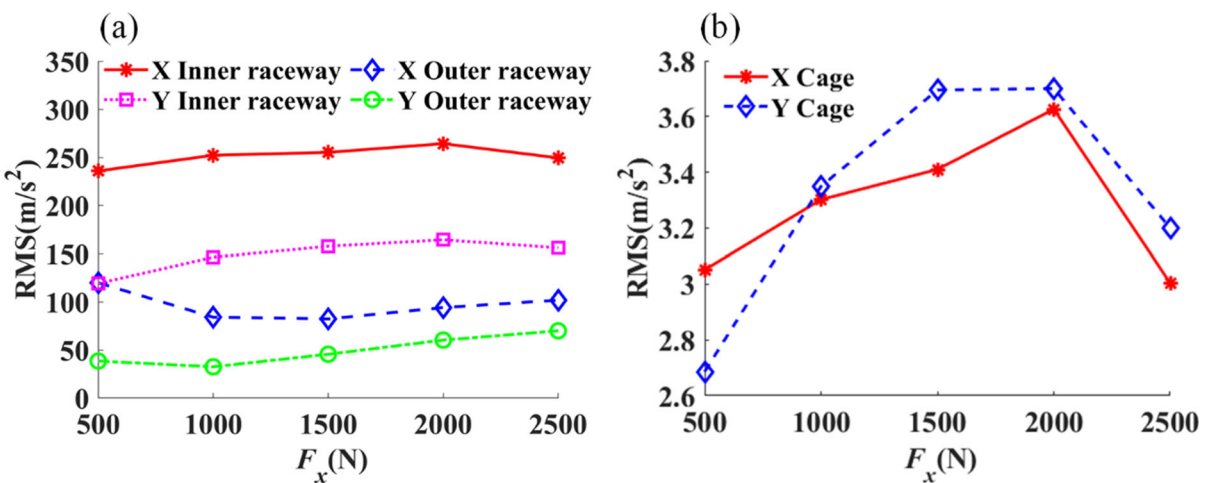 (a)
350
300
250
200
150
100
50
0
RMS(m/s²)
X Inner raceway X Outer raceway
Y Inner raceway Y Outer raceway
500 1000 1500 2000 2500
Fₓ(N)
(b)
3.8
3.6
3.4
3.2
3
2.8
2.6
RMS(m/s²)
X Cage
Y Cage
500 1000 1500 2000 2500
Fₓ(N)